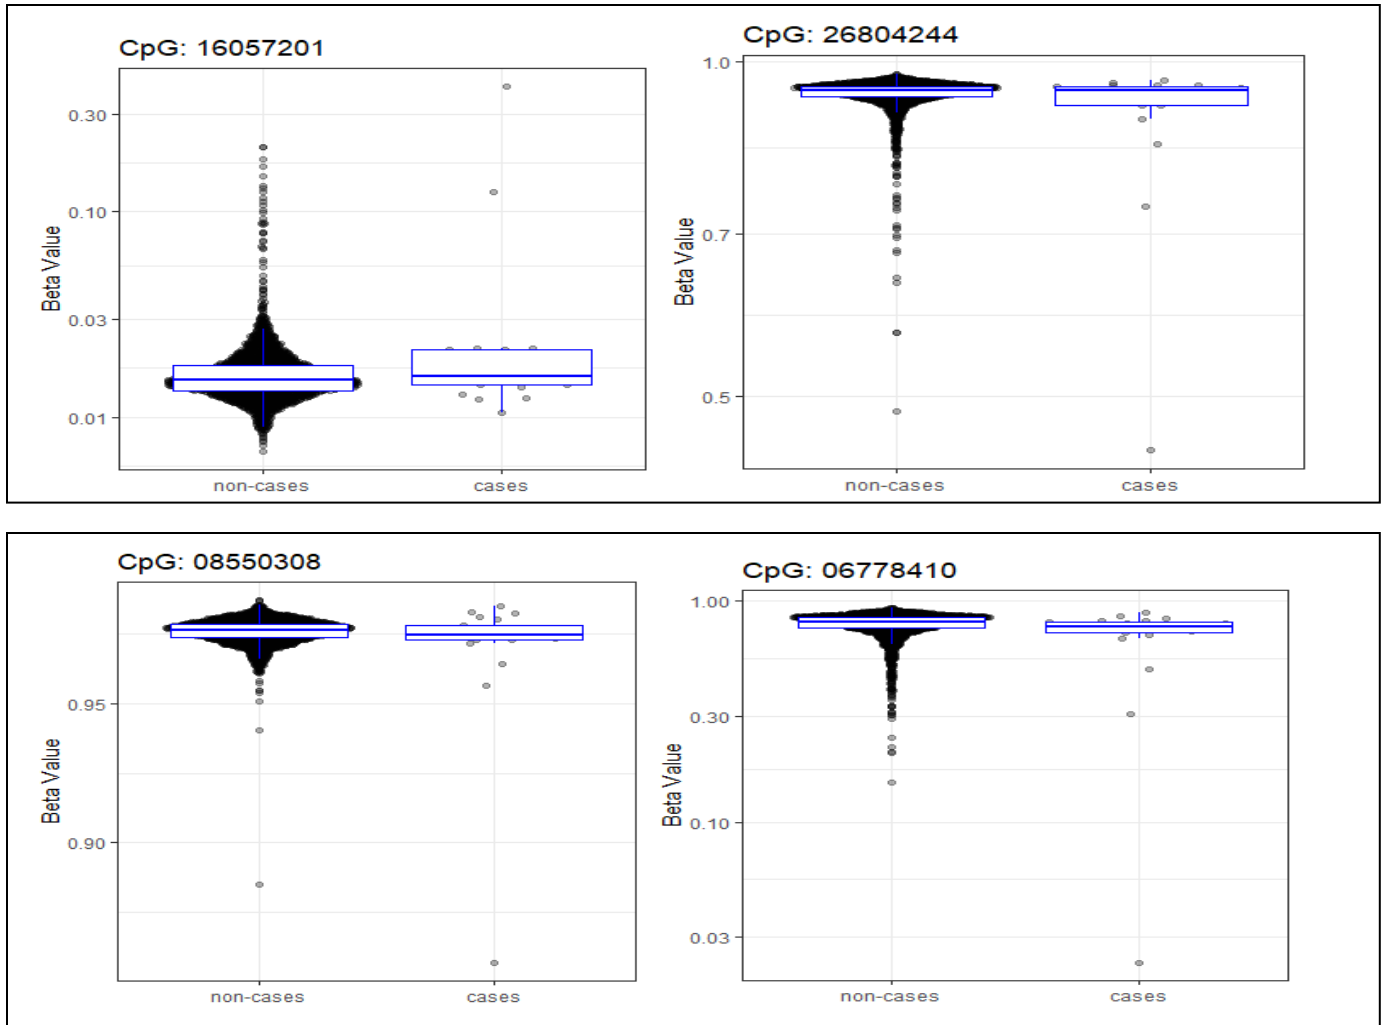 CpG: 16057201
0.30
0.10
0.03
0.01
Beta Value
non-cases
cases
CpG: 26804244
1.0
0.7
0.5
Beta Value
non-cases
cases
CpG: 08550308
0.95
0.90
Beta Value
non-cases
cases
CpG: 06778410
1.00
0.30
0.10
0.03
Beta Value
non-cases
cases